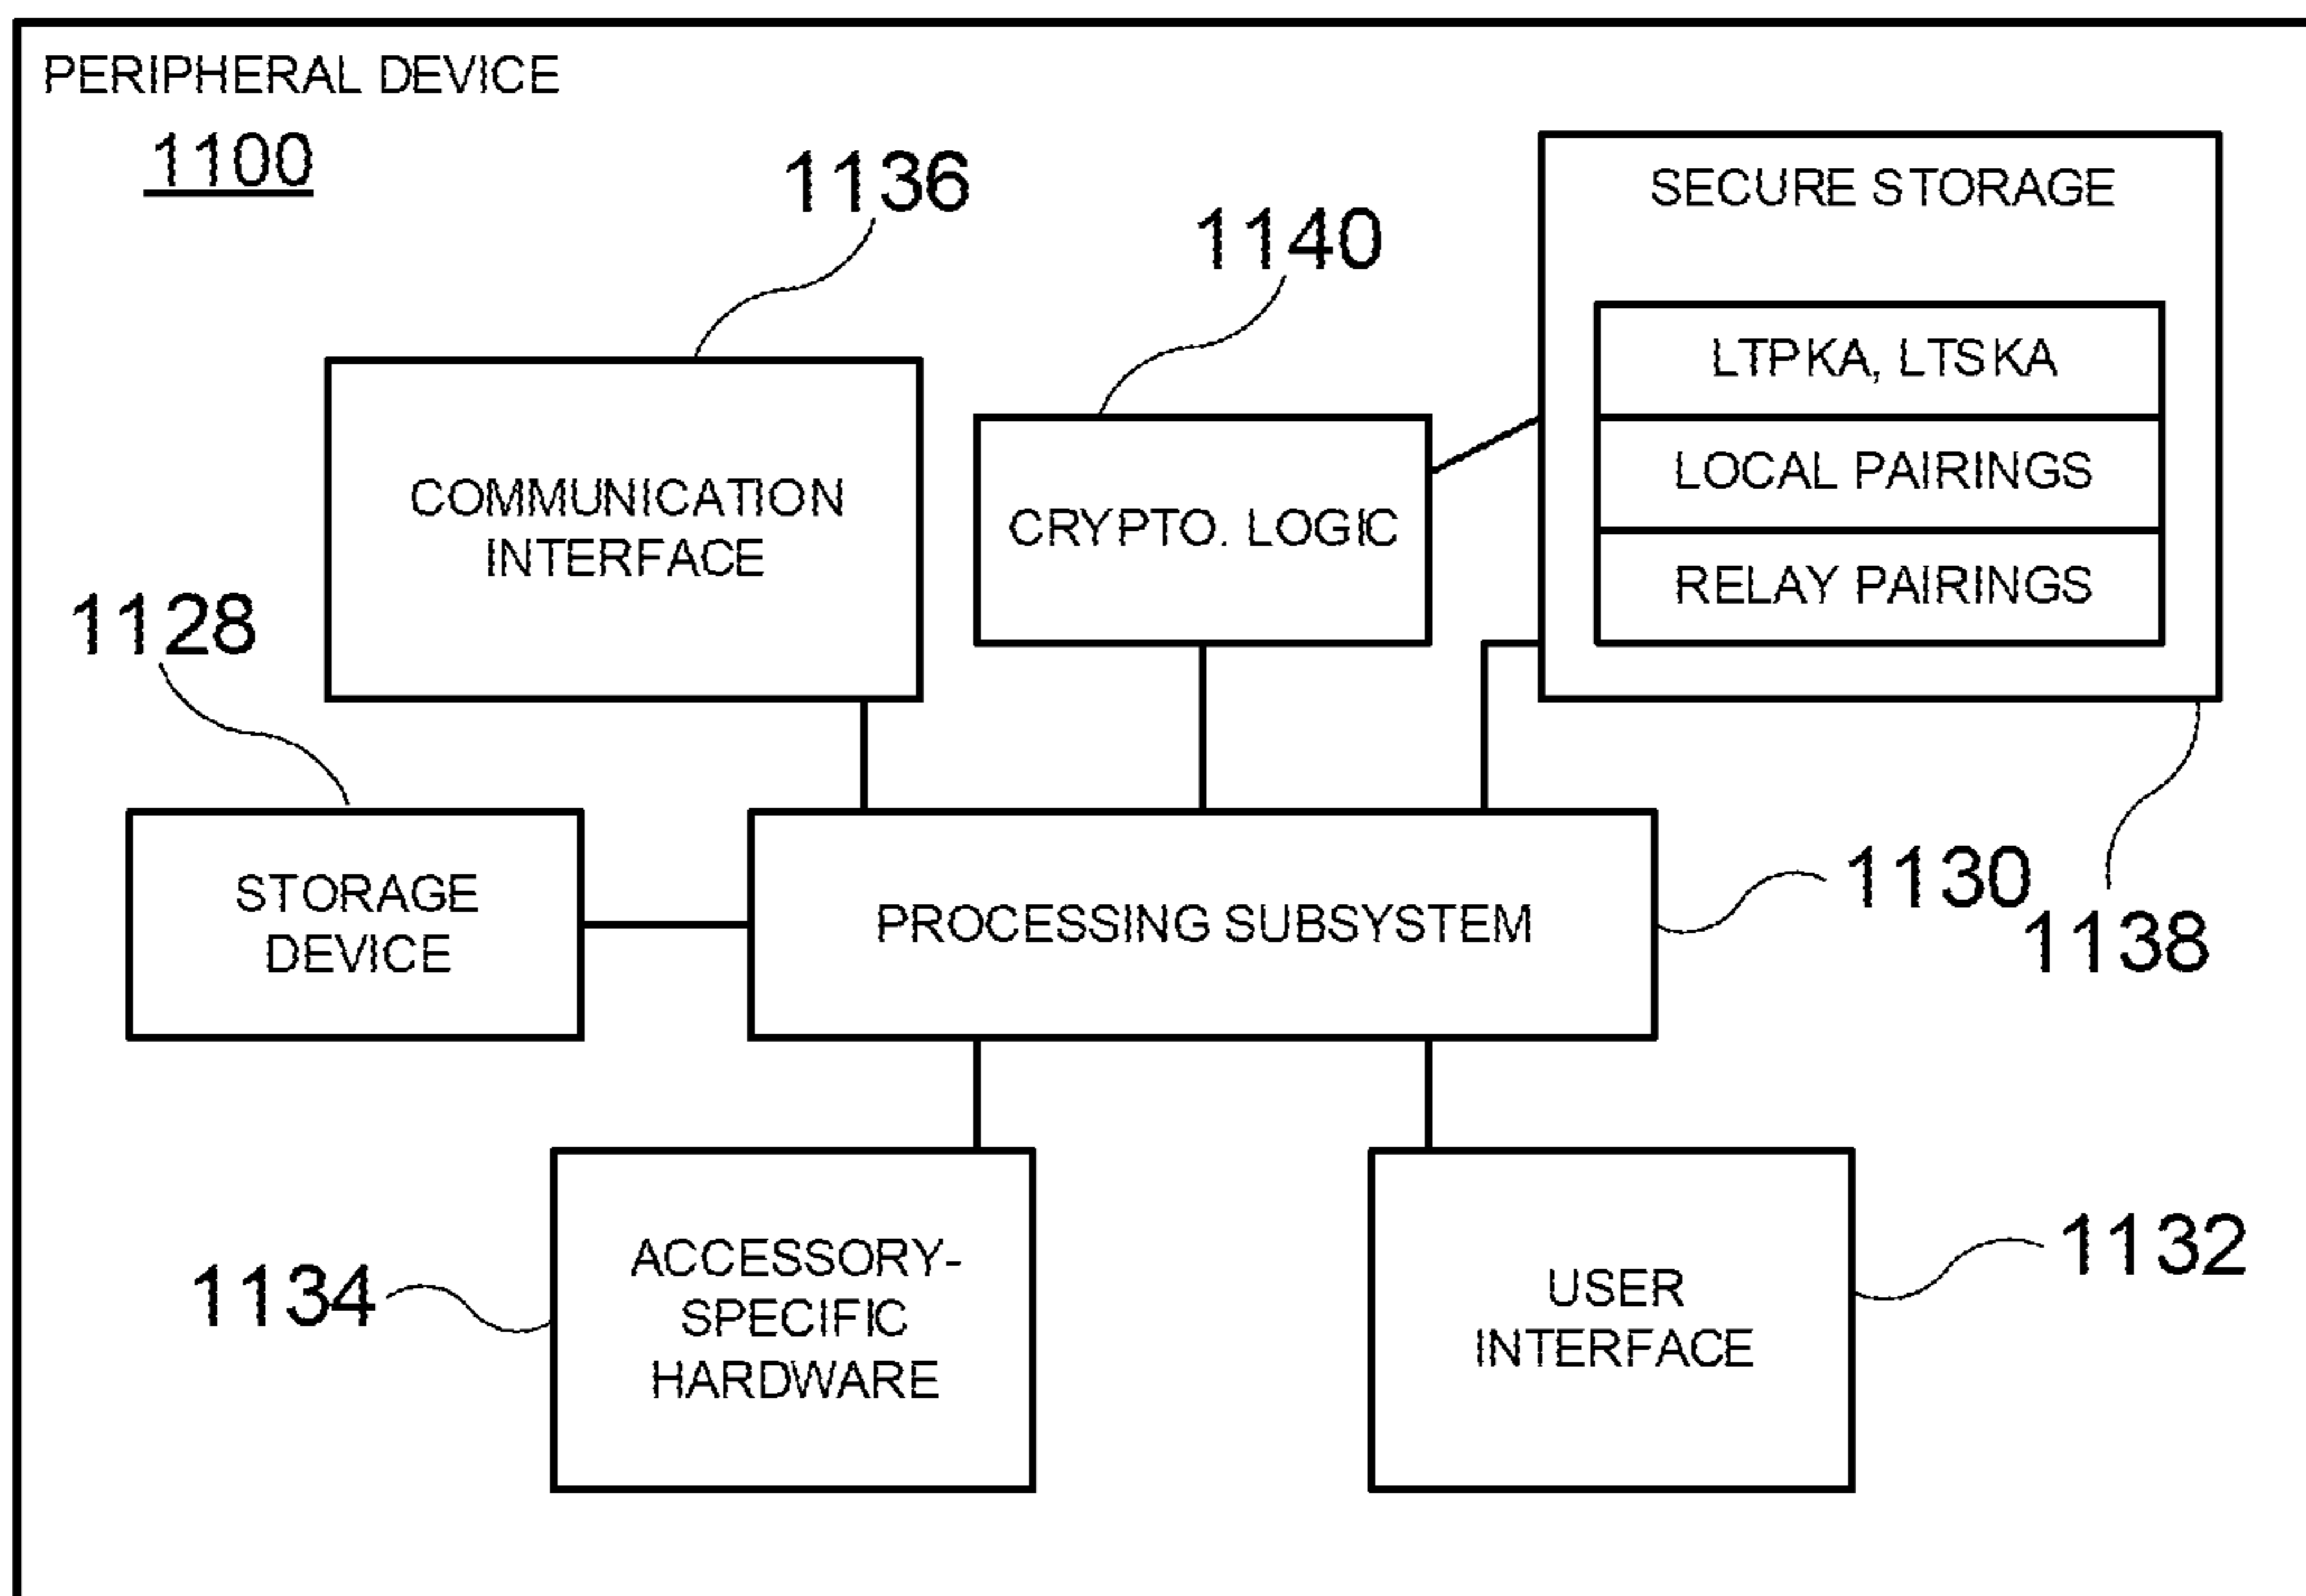 PERIPHERAL DEVICE
1100
1136
1140
SECURE STORAGE
LTPKA, LTSKA
LOCAL PAIRINGS
RELAY PAIRINGS
COMMUNICATION
INTERFACE
CRYPTO. LOGIC
1128
STORAGE
DEVICE
PROCESSING SUBSYSTEM
1130
1138
1134
ACCESSORY-
SPECIFIC
HARDWARE
USER
INTERFACE
1132